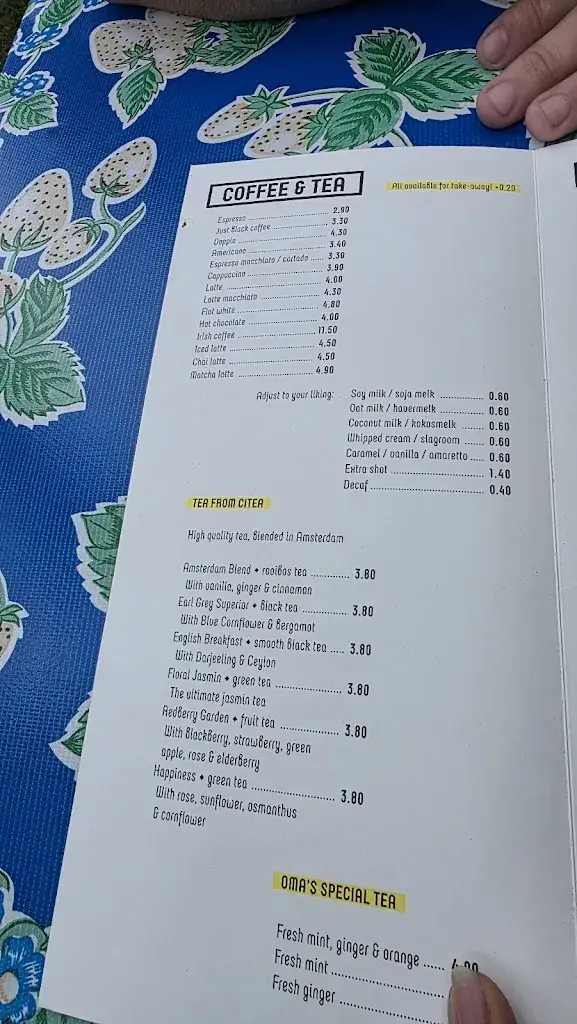 COFFEE & TEA
All available for take-away! +0.20
Espresso 2.90
Just black coffee 3.30
Doppio 4.30
Americano 3.40
Espresso macchiato / cortado 3.30
Cappuccino 3.90
Latte 4.00
Latte macchiato 4.30
Flat white 4.80
Hot chocolate 4.00
Irish coffee 11.50
Iced latte 4.50
Chai latte 4.50
Matcha latte 4.90
Adjust to your liking:
Soy milk / soja melk 0.60
Oat milk / havermelk 0.60
Coconut milk / kokosmelk 0.60
Whipped cream / slagroom 0.60
Caramel / vanilla / amaretto 0.60
Extra shot 1.40
Decaf 0.40
TEA FROM CITEA
High quality tea, blended in Amsterdam
Amsterdam Blend • rooibos tea 3.80
With vanilla, ginger & cinnamon
Earl Grey Superior • black tea 3.80
With Blue Cornflower & Bergamot
English Breakfast • smooth black tea 3.80
With Darjeeling & Ceylon
Floral Jasmin • green tea 3.80
The ultimate jasmin tea
Redberry Garden • fruit tea 3.80
With blackberry, strawberry, green
apple, rose & elderberry
Happiness • green tea 3.80
With rose, sunflower, osmanthus
& cornflower
OMA'S SPECIAL TEA
Fresh mint, ginger & orange
Fresh mint
Fresh ginger